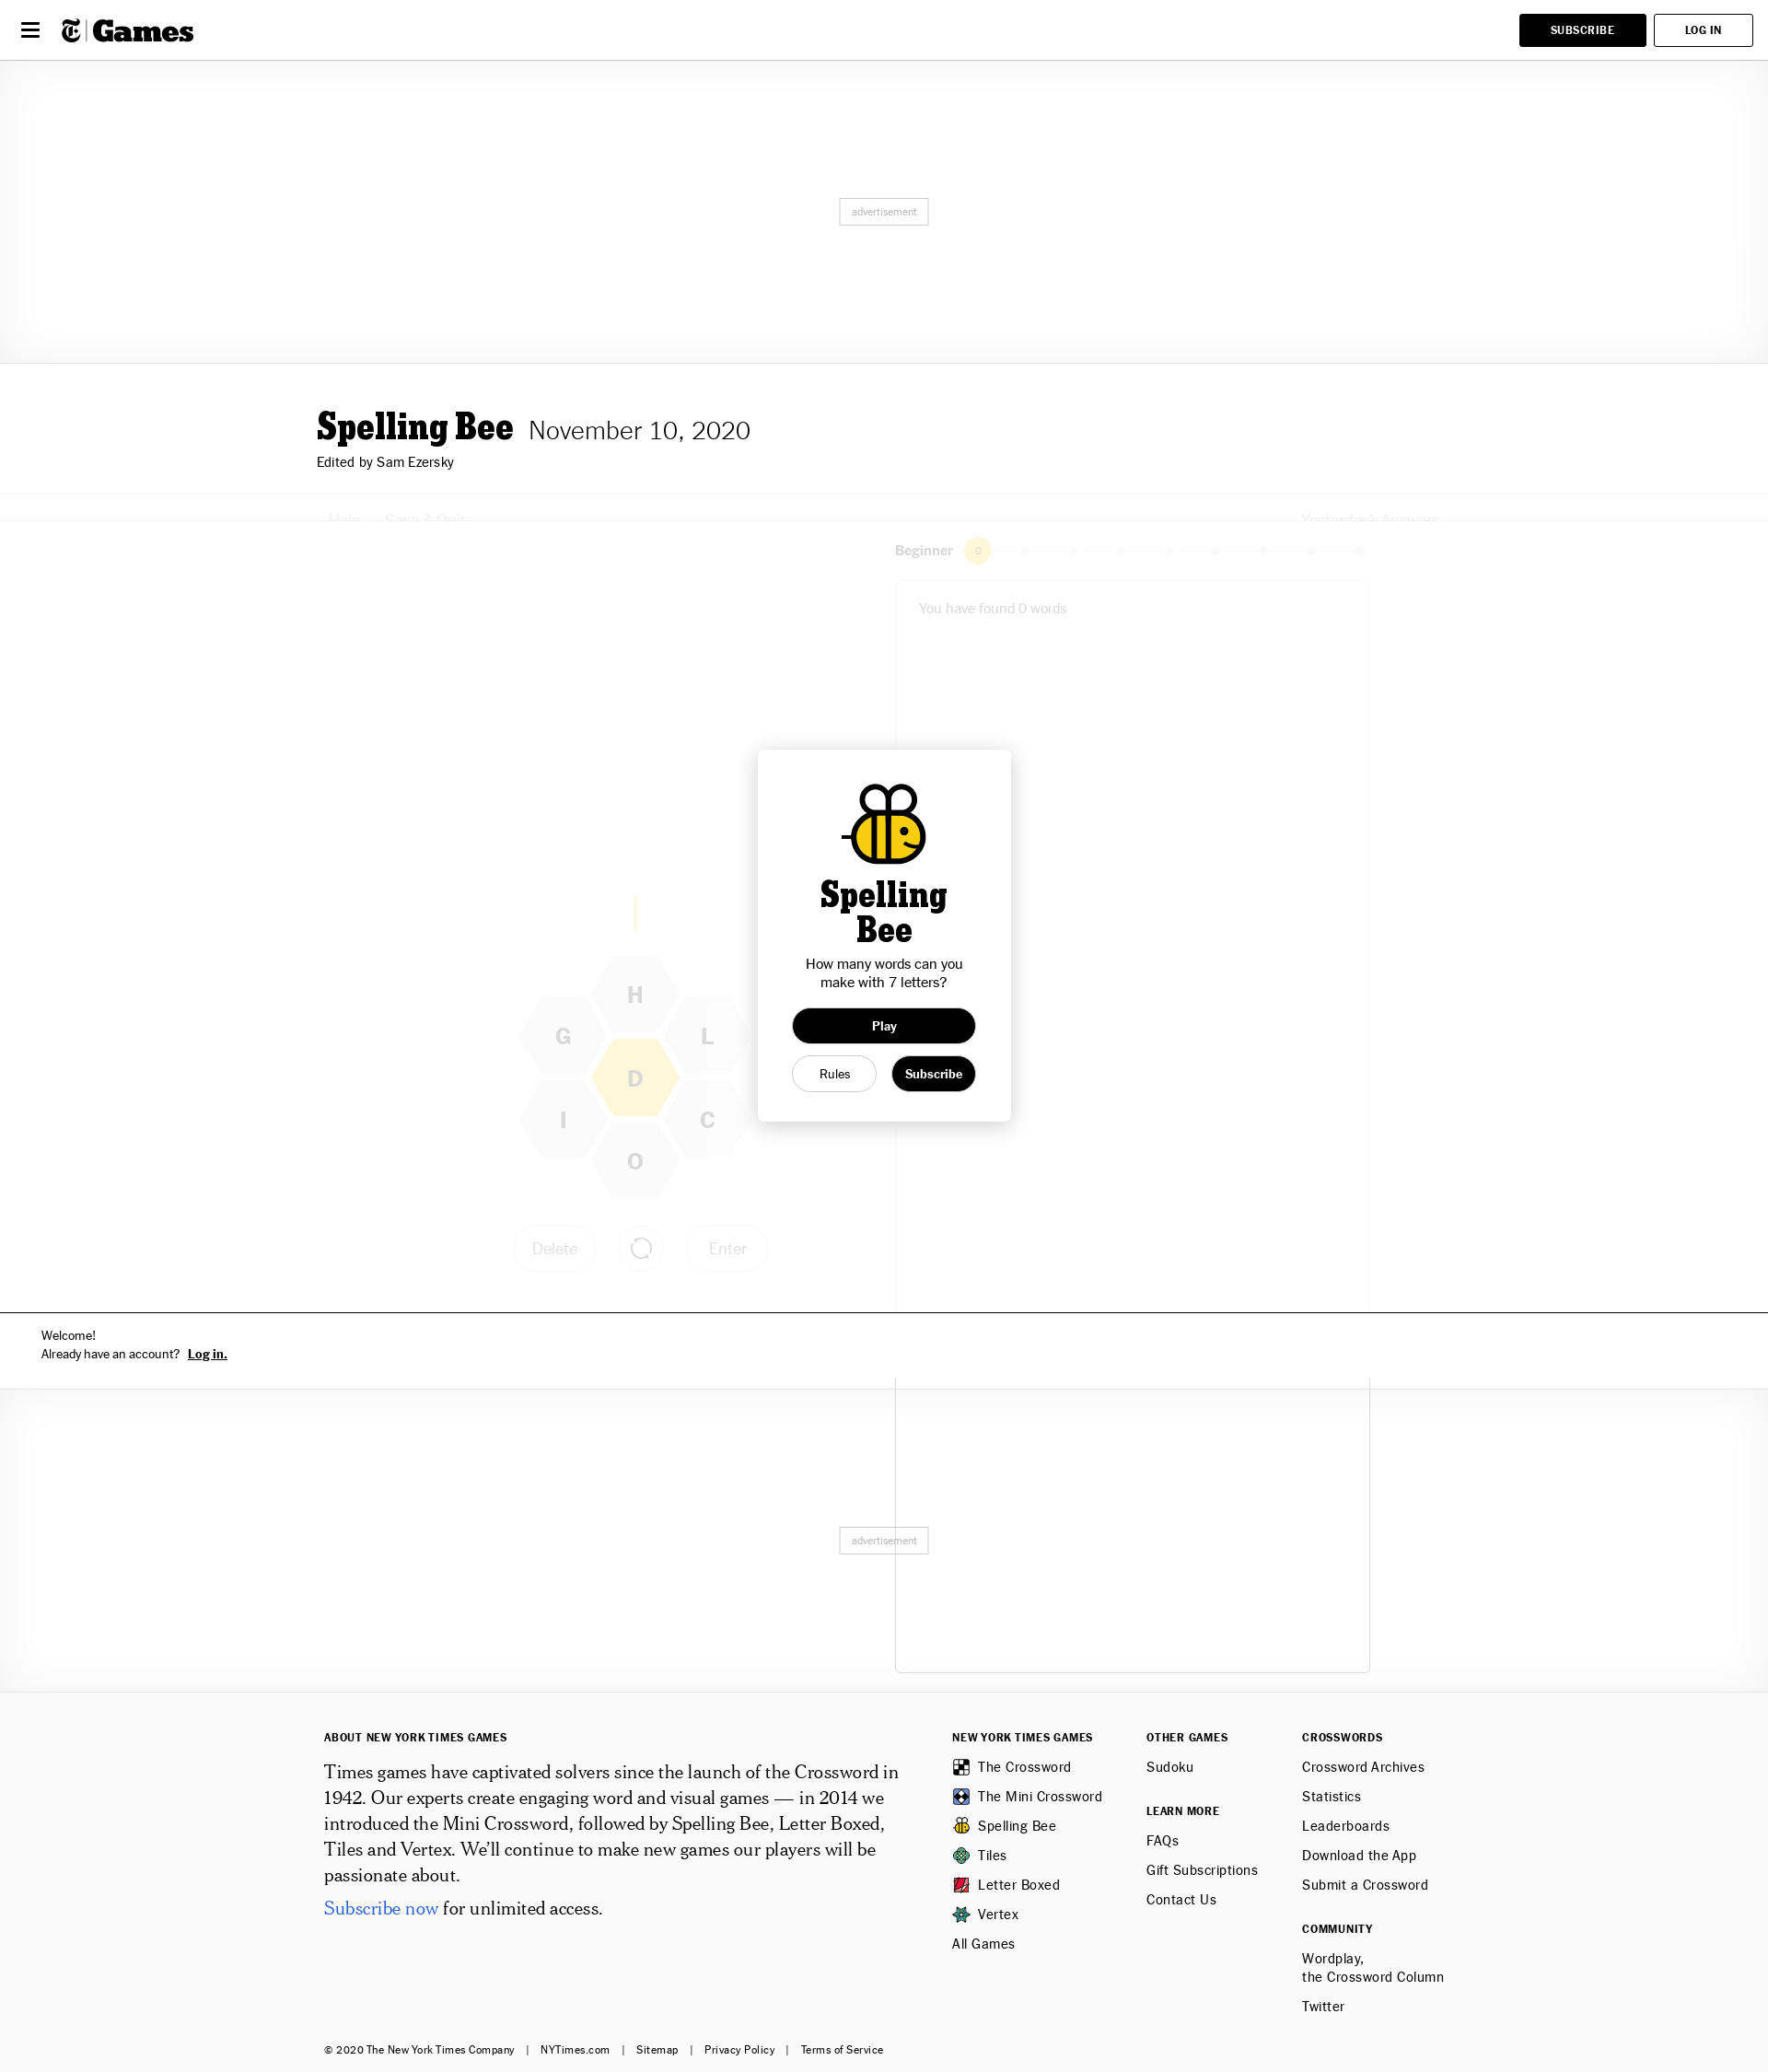 T Games
SUBSCRIBE
LOG IN
advertisement
Spelling Bee November 10, 2020
Edited by Sam Ezersky
Help Save & Quit Yesterday's Answers
Beginner 0
You have found 0 words
Spelling
Bee
How many words can you
make with 7 letters?
Play
Rules Subscribe
H
G L
D
I C
O
Delete Enter
Welcome!
Already have an account? Log in.
advertisement
ABOUT NEW YORK TIMES GAMES
Times games have captivated solvers since the launch of the Crossword in
1942. Our experts create engaging word and visual games — in 2014 we
introduced the Mini Crossword, followed by Spelling Bee, Letter Boxed,
Tiles and Vertex. We’ll continue to make new games our players will be
passionate about.
Subscribe now for unlimited access.
NEW YORK TIMES GAMES
The Crossword
The Mini Crossword
Spelling Bee
Tiles
Letter Boxed
Vertex
All Games
OTHER GAMES
Sudoku
LEARN MORE
FAQs
Gift Subscriptions
Contact Us
CROSSWORDS
Crossword Archives
Statistics
Leaderboards
Download the App
Submit a Crossword
COMMUNITY
Wordplay,
the Crossword Column
Twitter
© 2020 The New York Times Company | NYTimes.com | Sitemap | Privacy Policy | Terms of Service